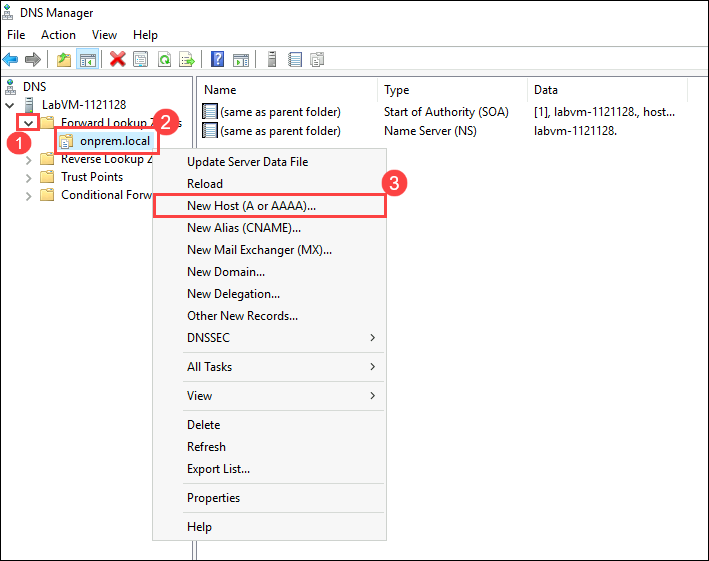 DNS Manager
File Action View Help
DNS
LabVM-1121128
Forward Lookup Z s
2
1
onprem.local
Reverse Lookup Z
Trust Points
Conditional Forw
Name Type Data
(same as parent folder) Start of Authority (SOA) [1], labvm-1121128., host...
(same as parent folder) Name Server (NS) labvm-1121128.
Update Server Data File
Reload
3
New Host (A or AAAA)...
New Alias (CNAME)...
New Mail Exchanger (MX)...
New Domain...
New Delegation...
Other New Records...
DNSSEC
All Tasks
View
Delete
Refresh
Export List...
Properties
Help